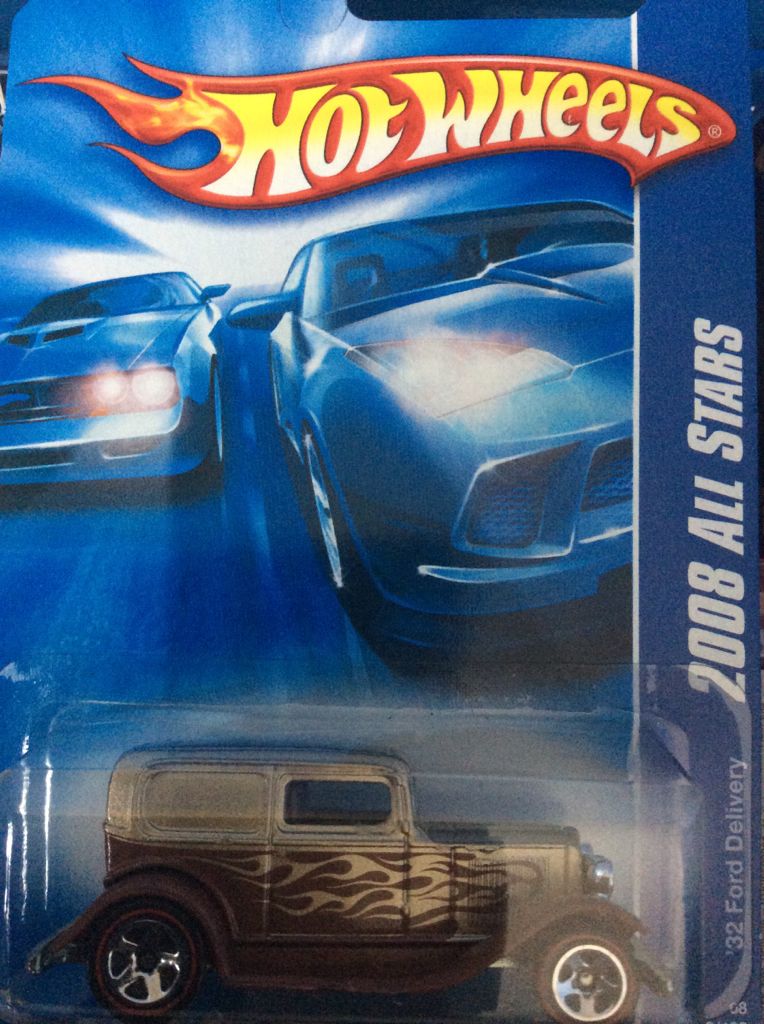 HOT WHEELS®
2008 ALL STARS
'32 Ford Delivery